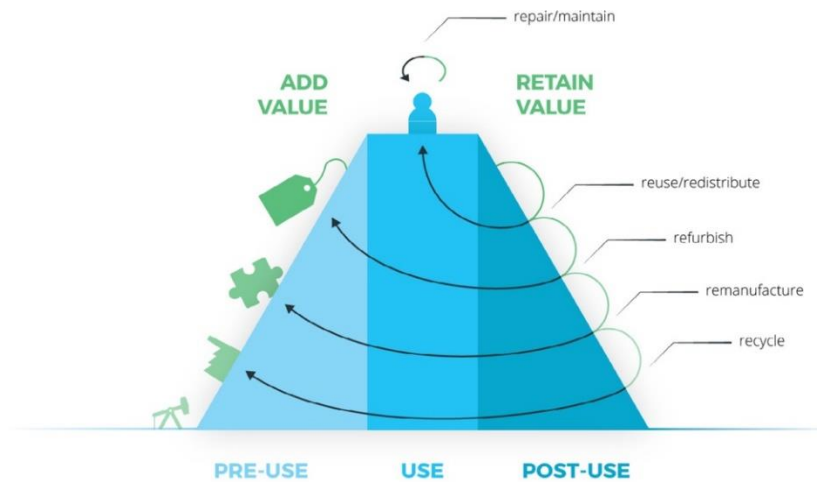 repair/maintain
ADD
VALUE
RETAIN
VALUE
reuse/redistribute
refurbish
remanufacture
recycle
PRE-USE
USE
POST-USE